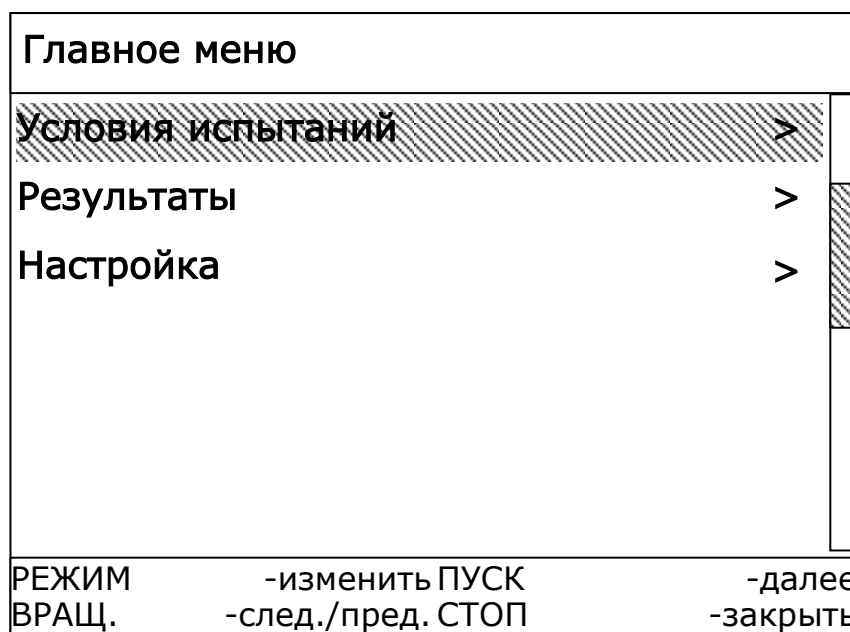 Главное меню
Условия испытаний >
Результаты >
Настройка >
РЕЖИМ -изменить ПУСК -далее
ВРАЩ. -след./пред. СТОП -закрыть